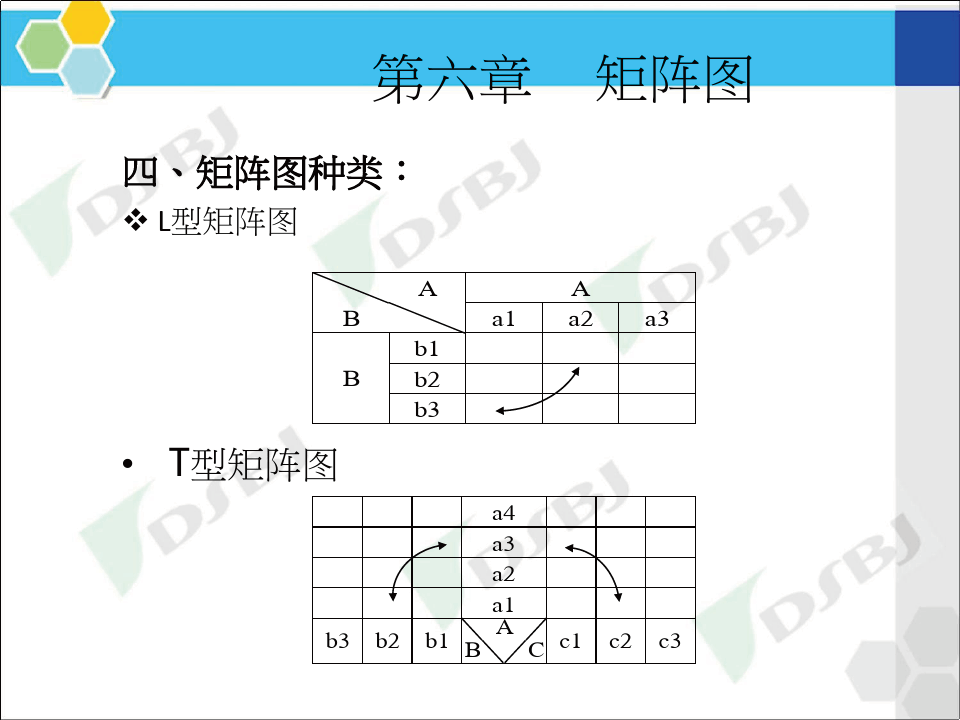 第六章 矩阵图
四、矩阵图种类：
❖ L型矩阵图
A A
B a1 a2 a3
b1
B b2
b3
• T型矩阵图
a4
a3
a2
a1
A
b3 b2 b1 B C c1 c2 c3
DSBJ
DSBJ
DSBJ
DSBJ
DSBJ
DSBJ